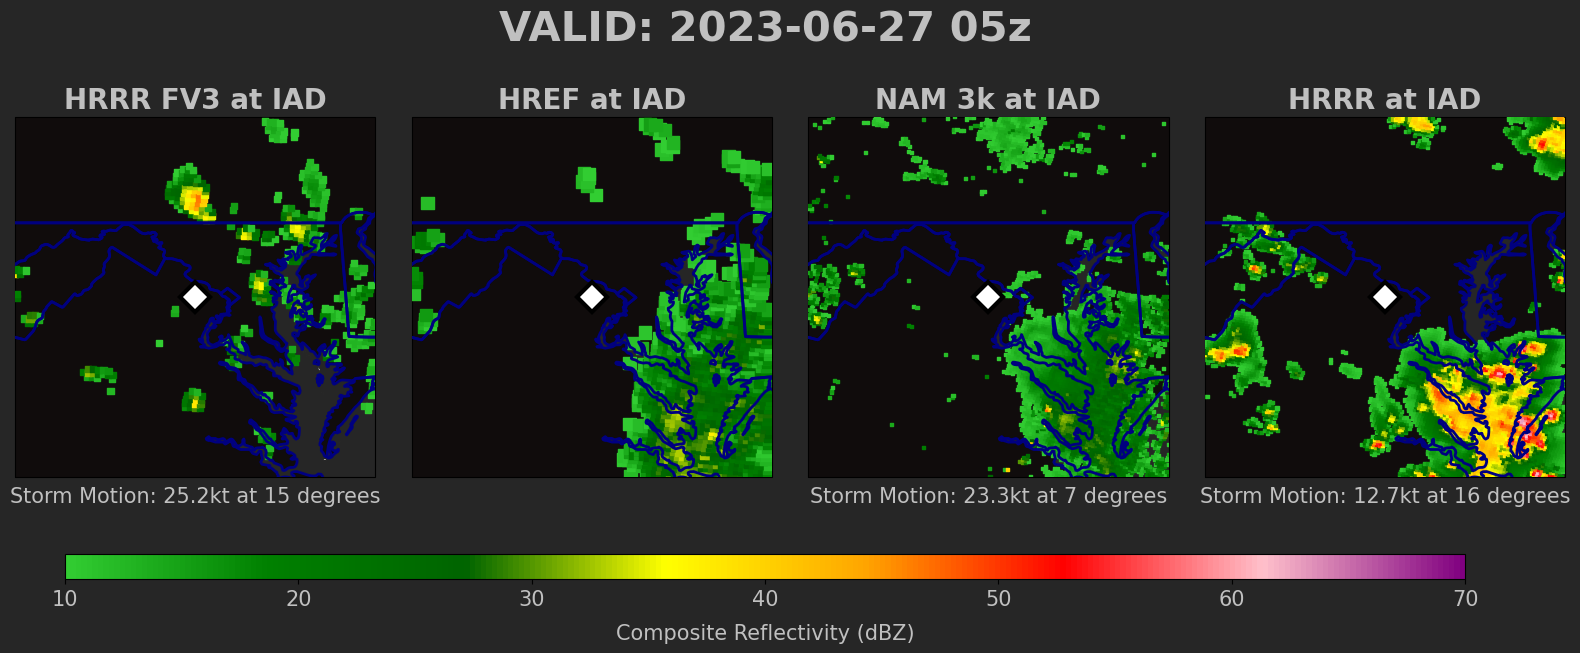 VALID: 2023-06-27 05z
HRRR FV3 at IAD
HREF at IAD
NAM 3k at IAD
HRRR at IAD
Storm Motion: 25.2kt at 15 degrees
Storm Motion: 23.3kt at 7 degrees
Storm Motion: 12.7kt at 16 degrees
10 20 30 40 50 60 70
Composite Reflectivity (dBZ)